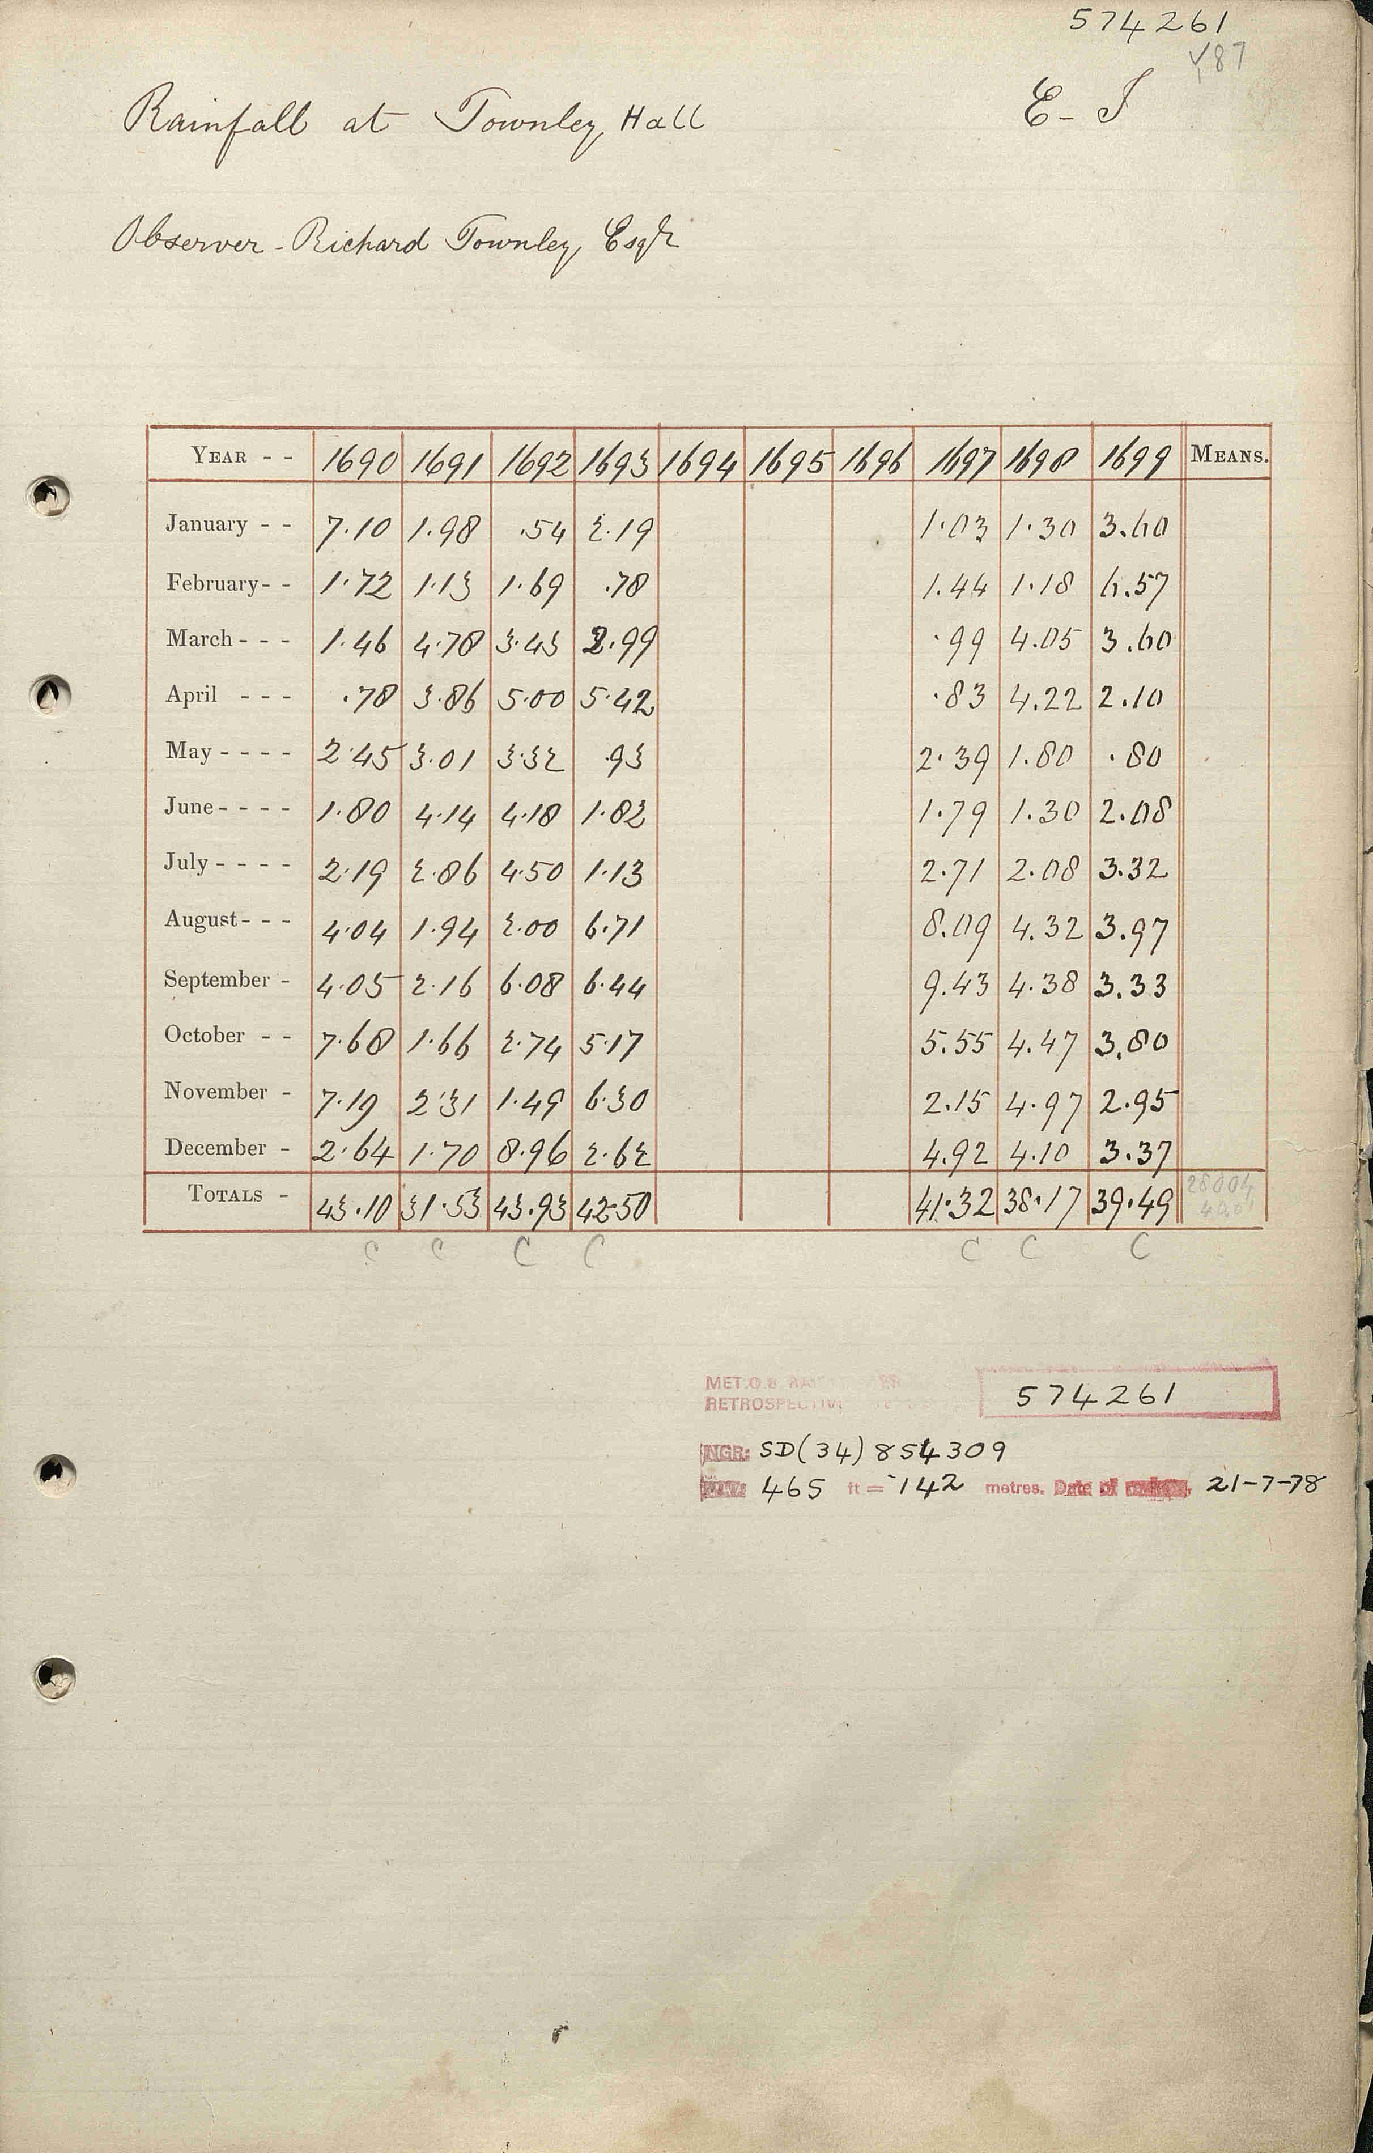 574261
187
Rainfall at Townley Hall E - I
Observer - Richard Townley Esqr
YEAR - - 1690 1691 1692 1693 1694 1695 1696 1697 1698 1699 MEANS.
January - - 7.10 1.98 .54 2.19 1.03 1.30 3.60
February - - 1.72 1.13 1.69 .78 1.44 1.18 6.57
March - - - 1.46 4.78 3.43 2.99 .99 4.05 3.60
April - - - .78 3.86 5.00 5.42 .83 4.22 2.10
May - - - - 2.45 3.01 3.32 .93 2.39 1.80 .80
June - - - - 1.80 4.14 4.18 1.82 1.79 1.30 2.08
July - - - - 2.19 2.86 4.50 1.13 2.71 2.08 3.32
August - - - 4.04 1.94 2.00 6.71 8.09 4.32 3.97
September - 4.05 2.16 6.08 6.44 9.43 4.38 3.33
October - - 7.68 1.66 2.74 5.17 5.55 4.47 3.80
November - 7.19 2.31 1.49 6.30 2.15 4.97 2.95
December - 2.64 1.70 8.96 2.62 4.92 4.10 3.37
TOTALS - 43.10 31.53 43.93 42.50 41.32 38.17 39.49 28004
C C C C C C C
MET.O.8
RETROSPECTIVE 574261
NGR: SD(34) 854309
465 ft = 142 metres. Date of 21-7-78